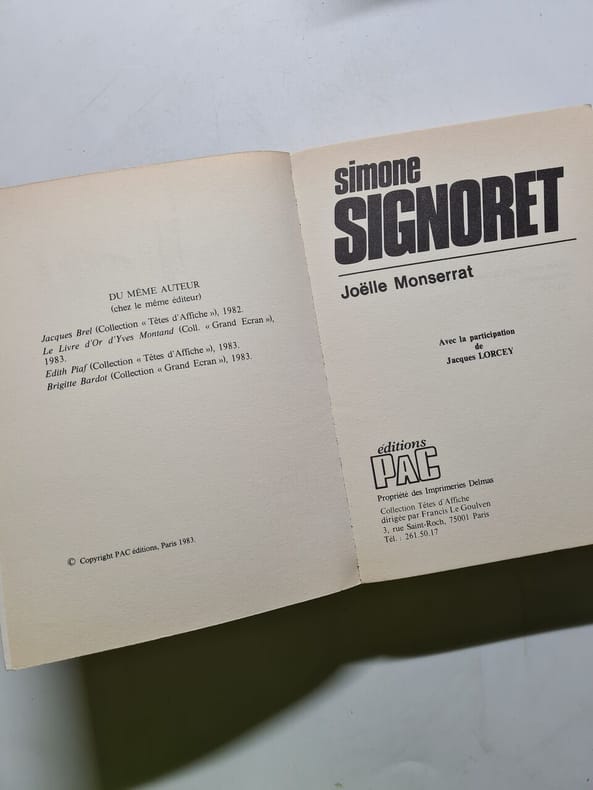 DU MÊME AUTEUR
(chez le même éditeur)
Jacques Brel (Collection « Têtes d'Affiche »), 1982.
Le Livre d'Or d'Yves Montand (Coll. « Grand Ecran »),
1983.
Edith Piaf (Collection « Têtes d'Affiche »), 1983.
Brigitte Bardot (Collection « Grand Ecran »), 1983.
© Copyright PAC éditions, Paris 1983.
simone
SIGNORET
Joëlle Monserrat
Avec la participation
de
Jacques LORCEY
éditions
PAC
Propriété des Imprimeries Delmas
Collection Têtes d'Affiche
dirigée par Francis Le Goulven
3, rue Saint-Roch, 75001 Paris
Tél. : 261.50.17